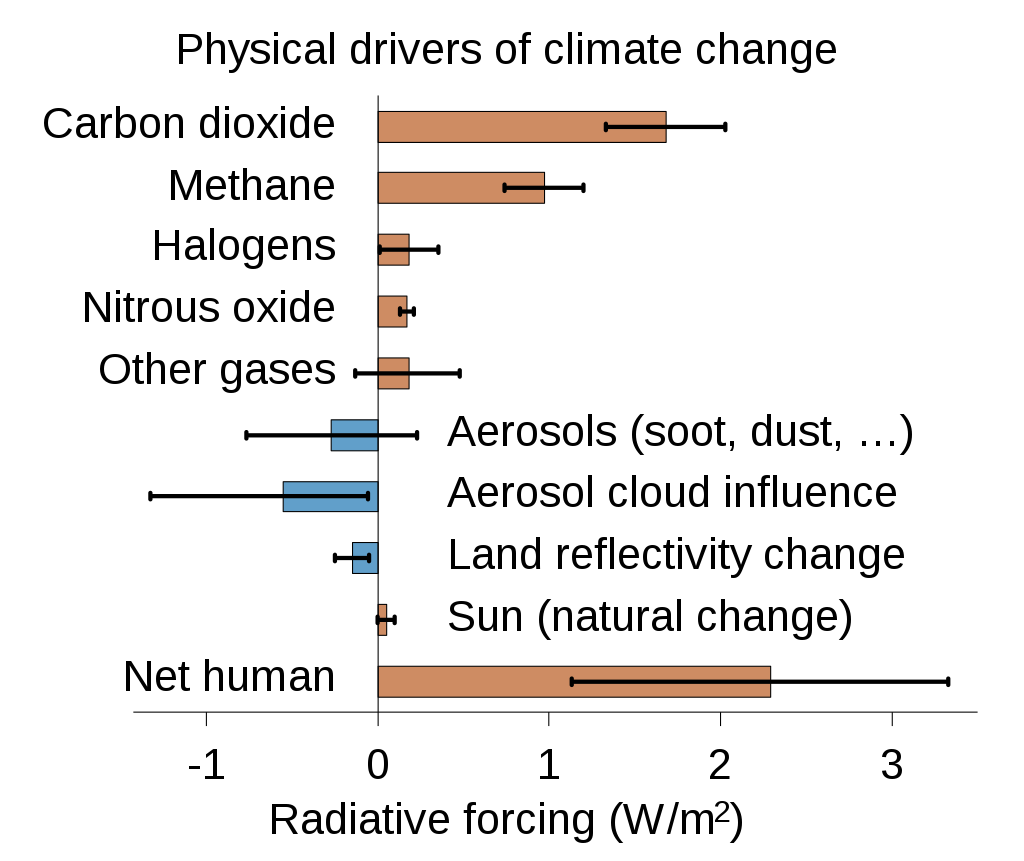 Physical drivers of climate change
Carbon dioxide
Methane
Halogens
Nitrous oxide
Other gases
Aerosols (soot, dust, …)
Aerosol cloud influence
Land reflectivity change
Sun (natural change)
Net human
-1 0 1 2 3
Radiative forcing (W/m²)